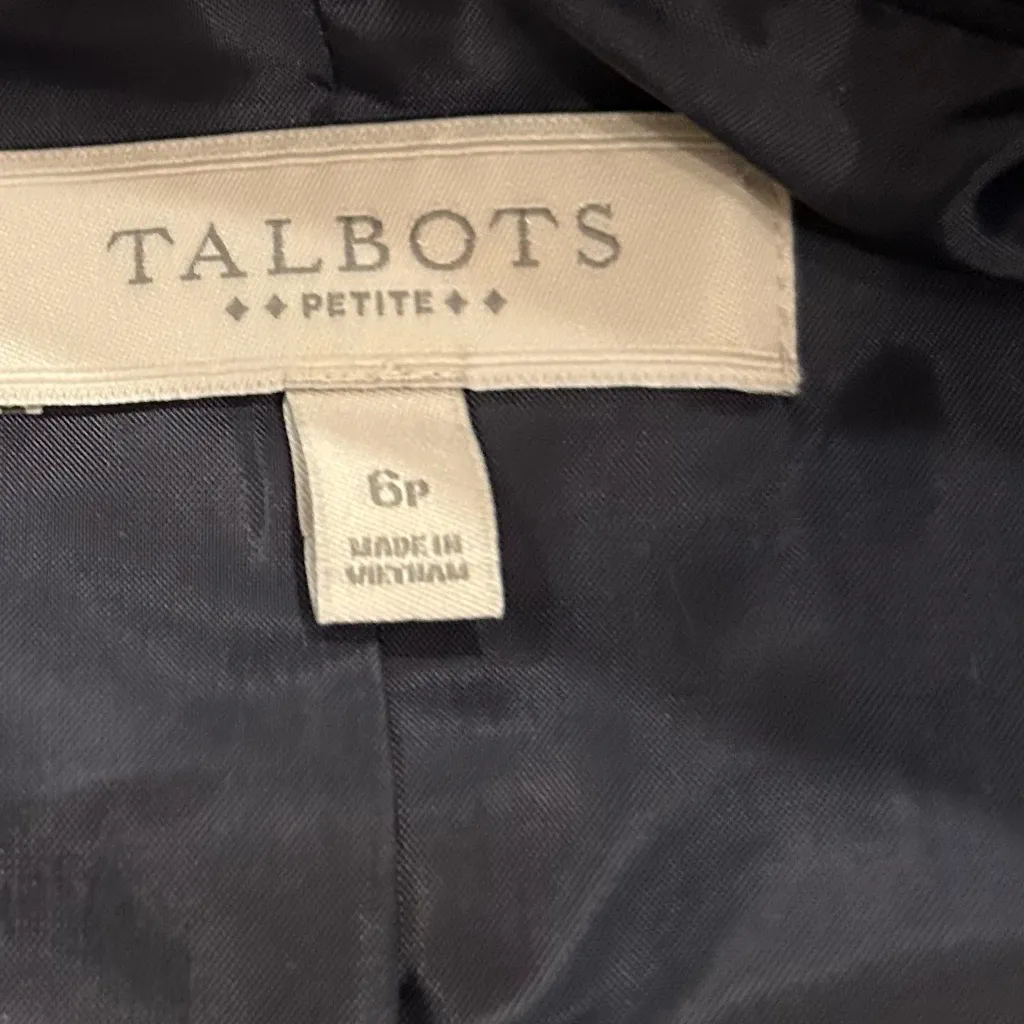 TALBOTS
PETITE
6P
MADE IN
VIETNAM